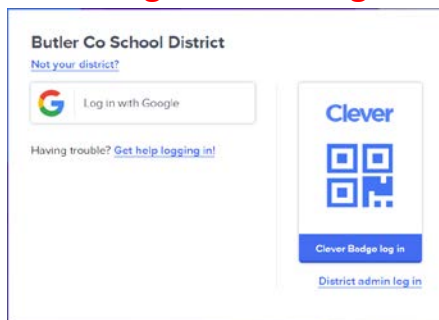 Butler Co School District
Not your district?
Log in with Google
Having trouble? Get help logging in!
Clever
Clever Badge log in
District admin log in